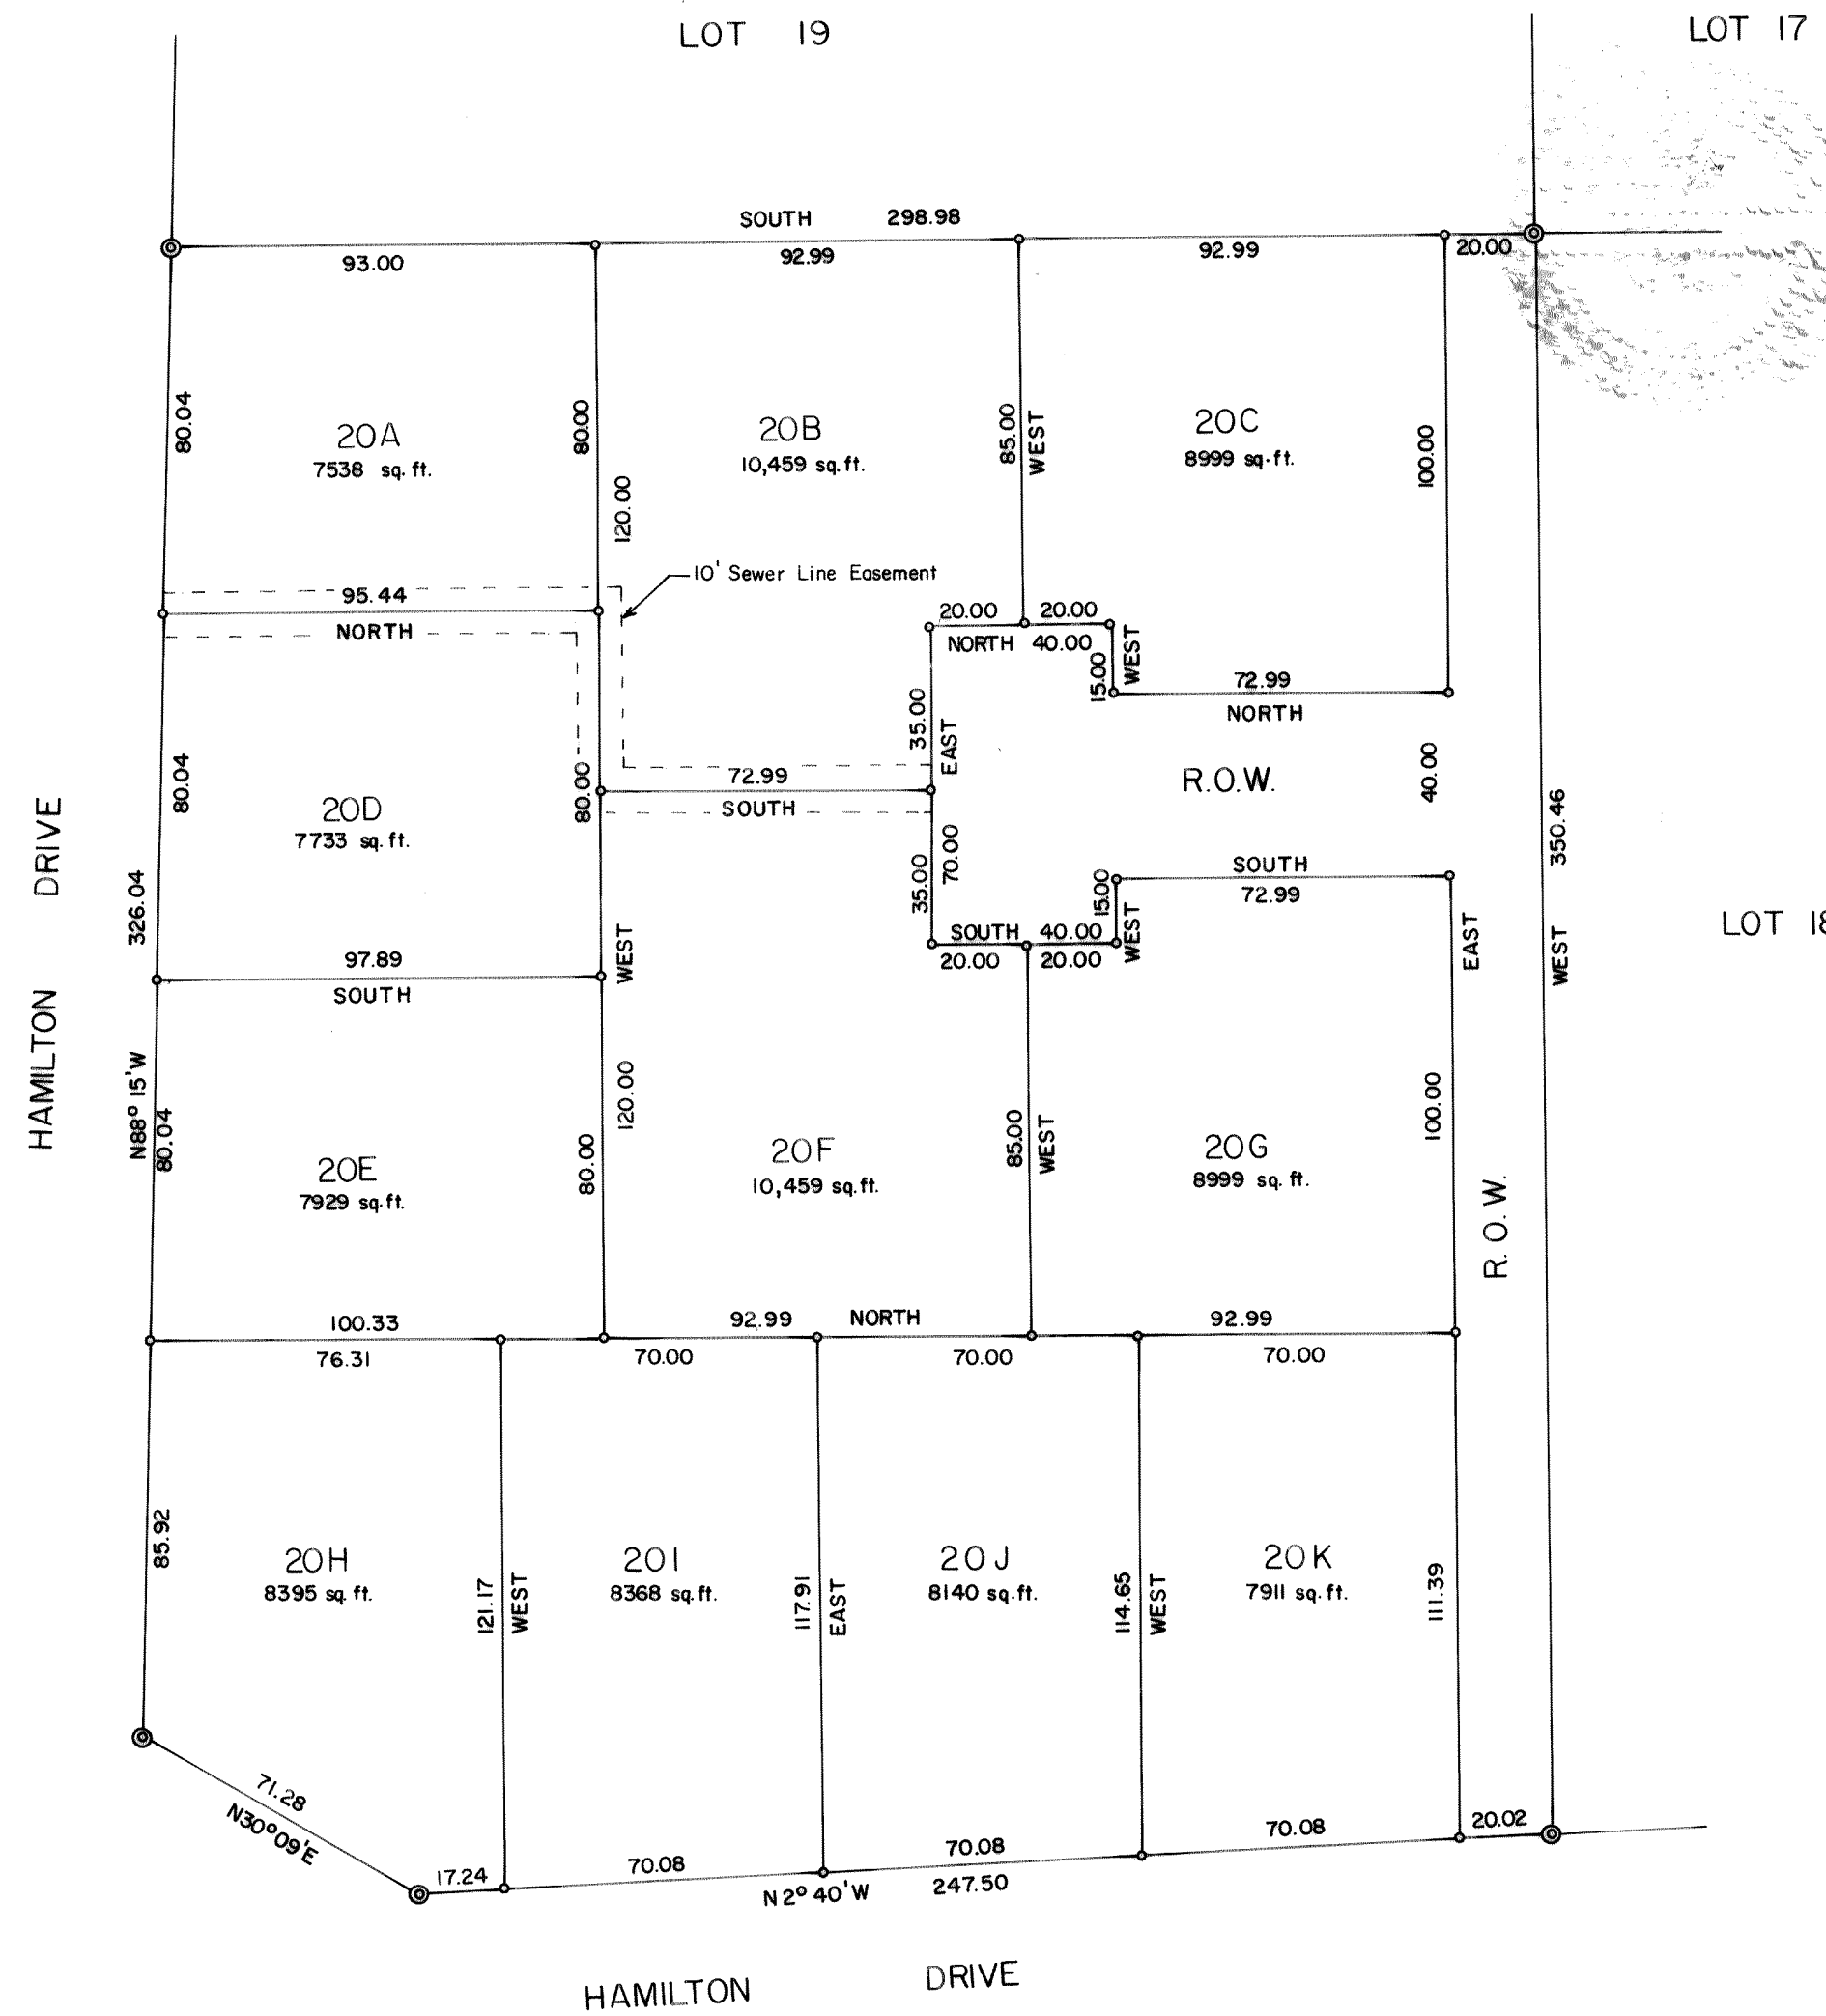 LOT 19
LOT 17
SOUTH 298.98
93.00
92.99
92.99
20.00
80.04
80.00
85.00
WEST
100.00
20A
7538 sq. ft.
20B
10,459 sq. ft.
20C
8999 sq. ft.
120.00
10' Sewer Line Easement
95.44
NORTH
20.00
20.00
NORTH 40.00
15.00
WEST
72.99
NORTH
35.00
EAST
72.99
SOUTH
R.O.W.
40.00
80.04
80.00
20D
7733 sq. ft.
HAMILTON DRIVE
326.04
N88° 15' W
35.00
70.00
SOUTH
72.99
15.00
WEST
SOUTH 40.00
20.00
20.00
350.46
WEST
LOT 18
EAST
97.89
SOUTH
WEST
80.04
80.00
120.00
85.00
WEST
100.00
20E
7929 sq. ft.
20F
10,459 sq. ft.
20G
8999 sq. ft.
R.O.W.
100.33
92.99 NORTH
92.99
76.31
70.00
70.00
70.00
85.92
20H
8395 sq. ft.
121.17
WEST
20I
8368 sq. ft.
117.91
EAST
20J
8140 sq. ft.
114.65
WEST
20K
7911 sq. ft.
111.39
71.28
N30°09'E
17.24
70.08
70.08
70.08
20.02
N 2° 40' W
247.50
HAMILTON DRIVE